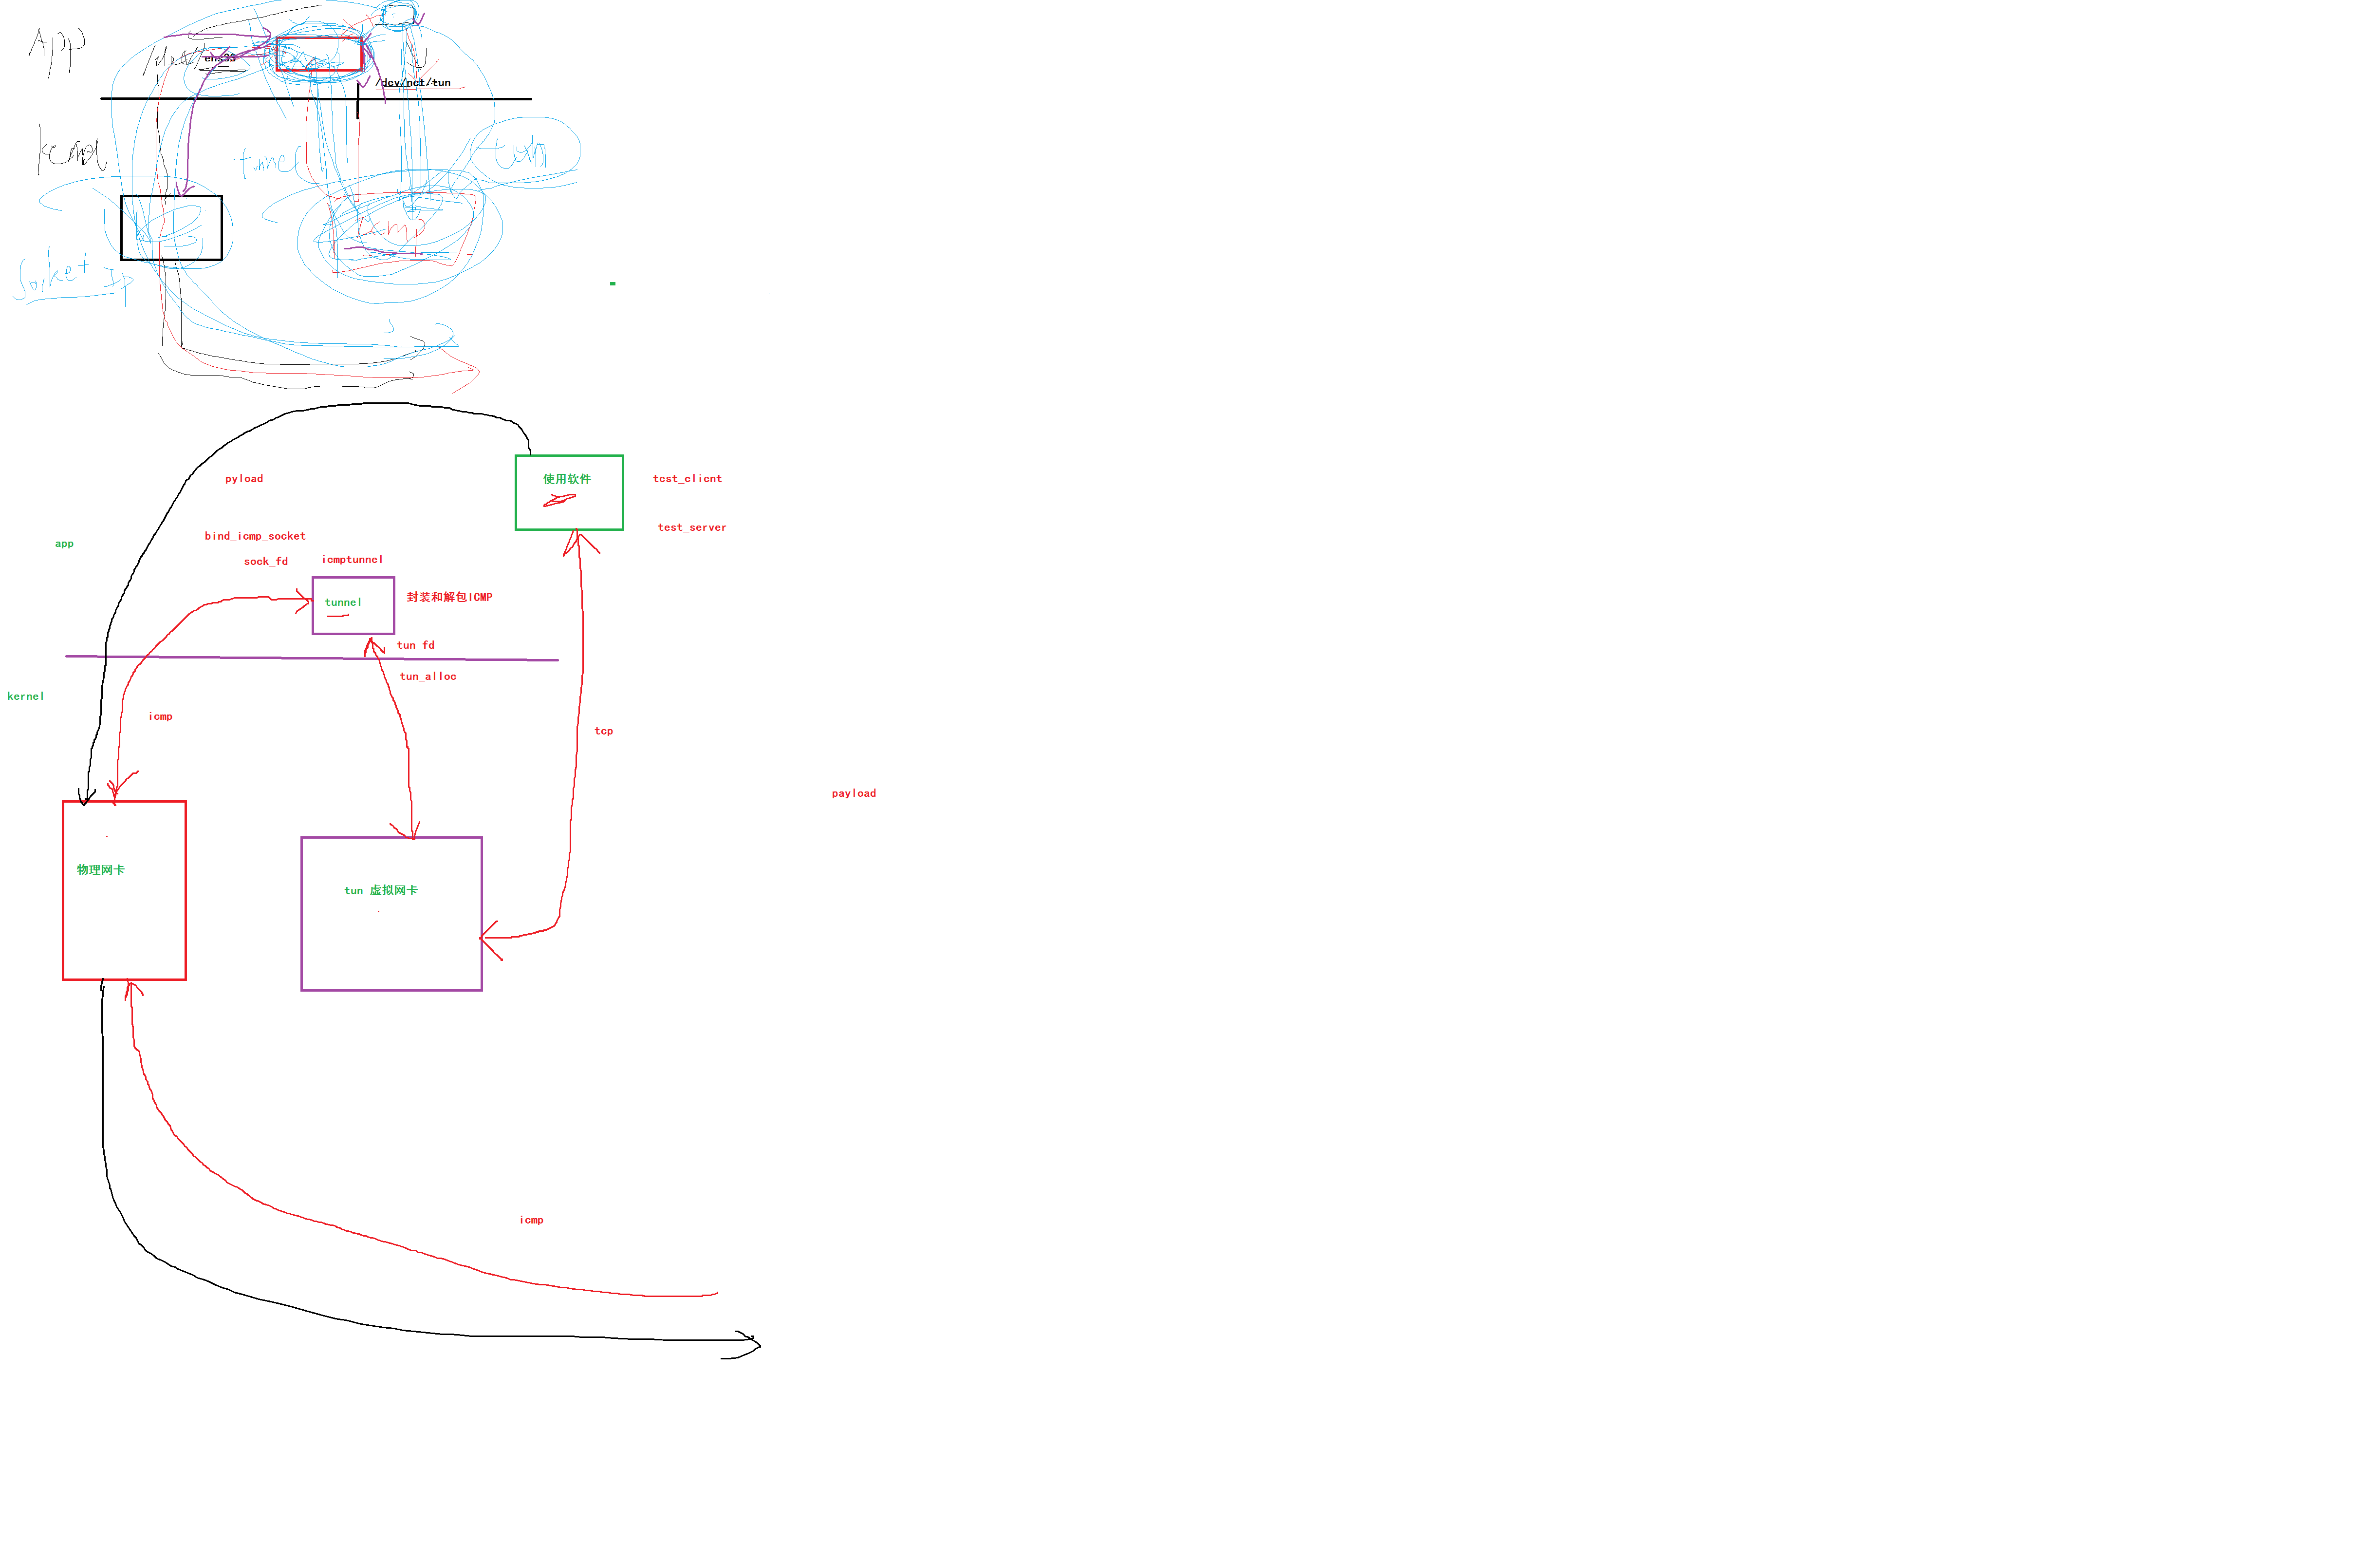 App
/dev/
ens33
/dev/net/tun
kernel
tunnel
tun
icmp
Socket Ip
使用软件
pyload
test_client
test_server
bind_icmp_socket
app
sock_fd
icmptunnel
tunnel
封装和解包ICMP
tun_fd
tun_alloc
kernel
icmp
tcp
payload
物理网卡
tun 虚拟网卡
icmp